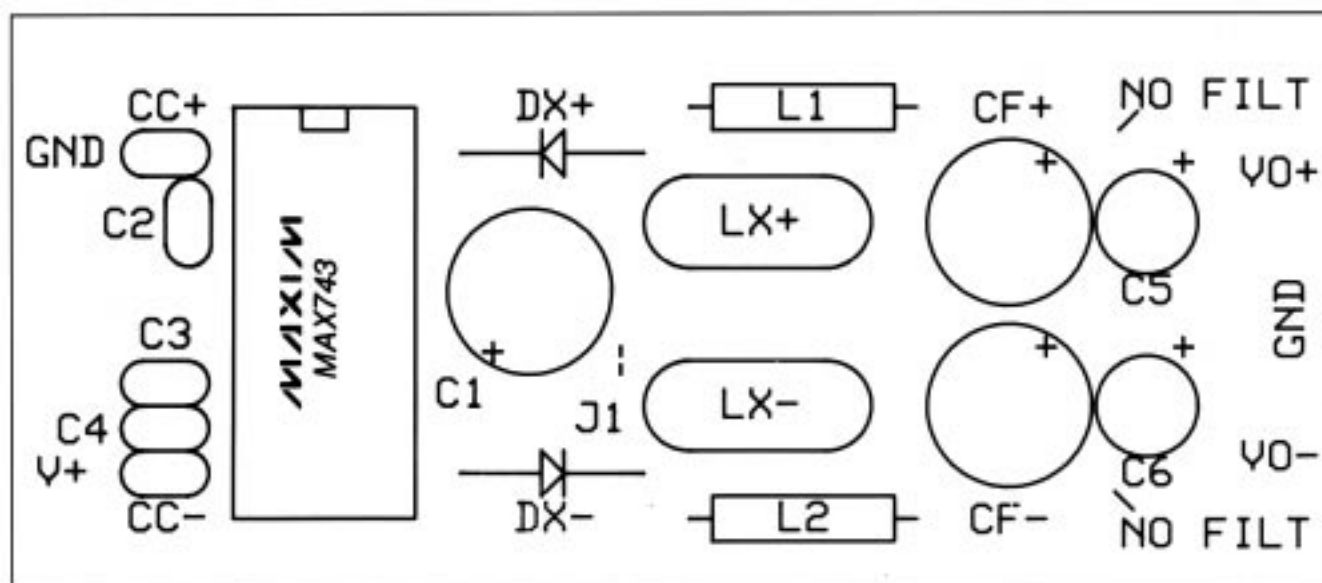 CC+
DX+
L1
CF+
NO FILT
GND
VO+
C2
LX+
MAXIM
MAX743
C5
GND
C3
C1
J1
LX-
C4
V+
CC-
DX-
L2
CF-
C6
VO-
NO FILT